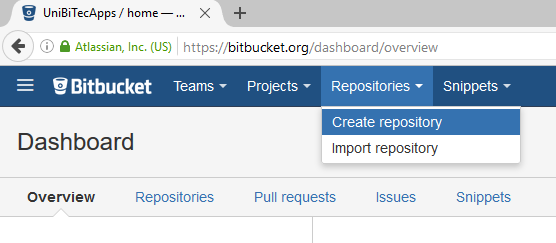 UniBiTecApps / home — ...
Atlassian, Inc. (US) https://bitbucket.org/dashboard/overview
Bitbucket Teams Projects Repositories Snippets
Create repository
Import repository
Dashboard
Overview Repositories Pull requests Issues Snippets